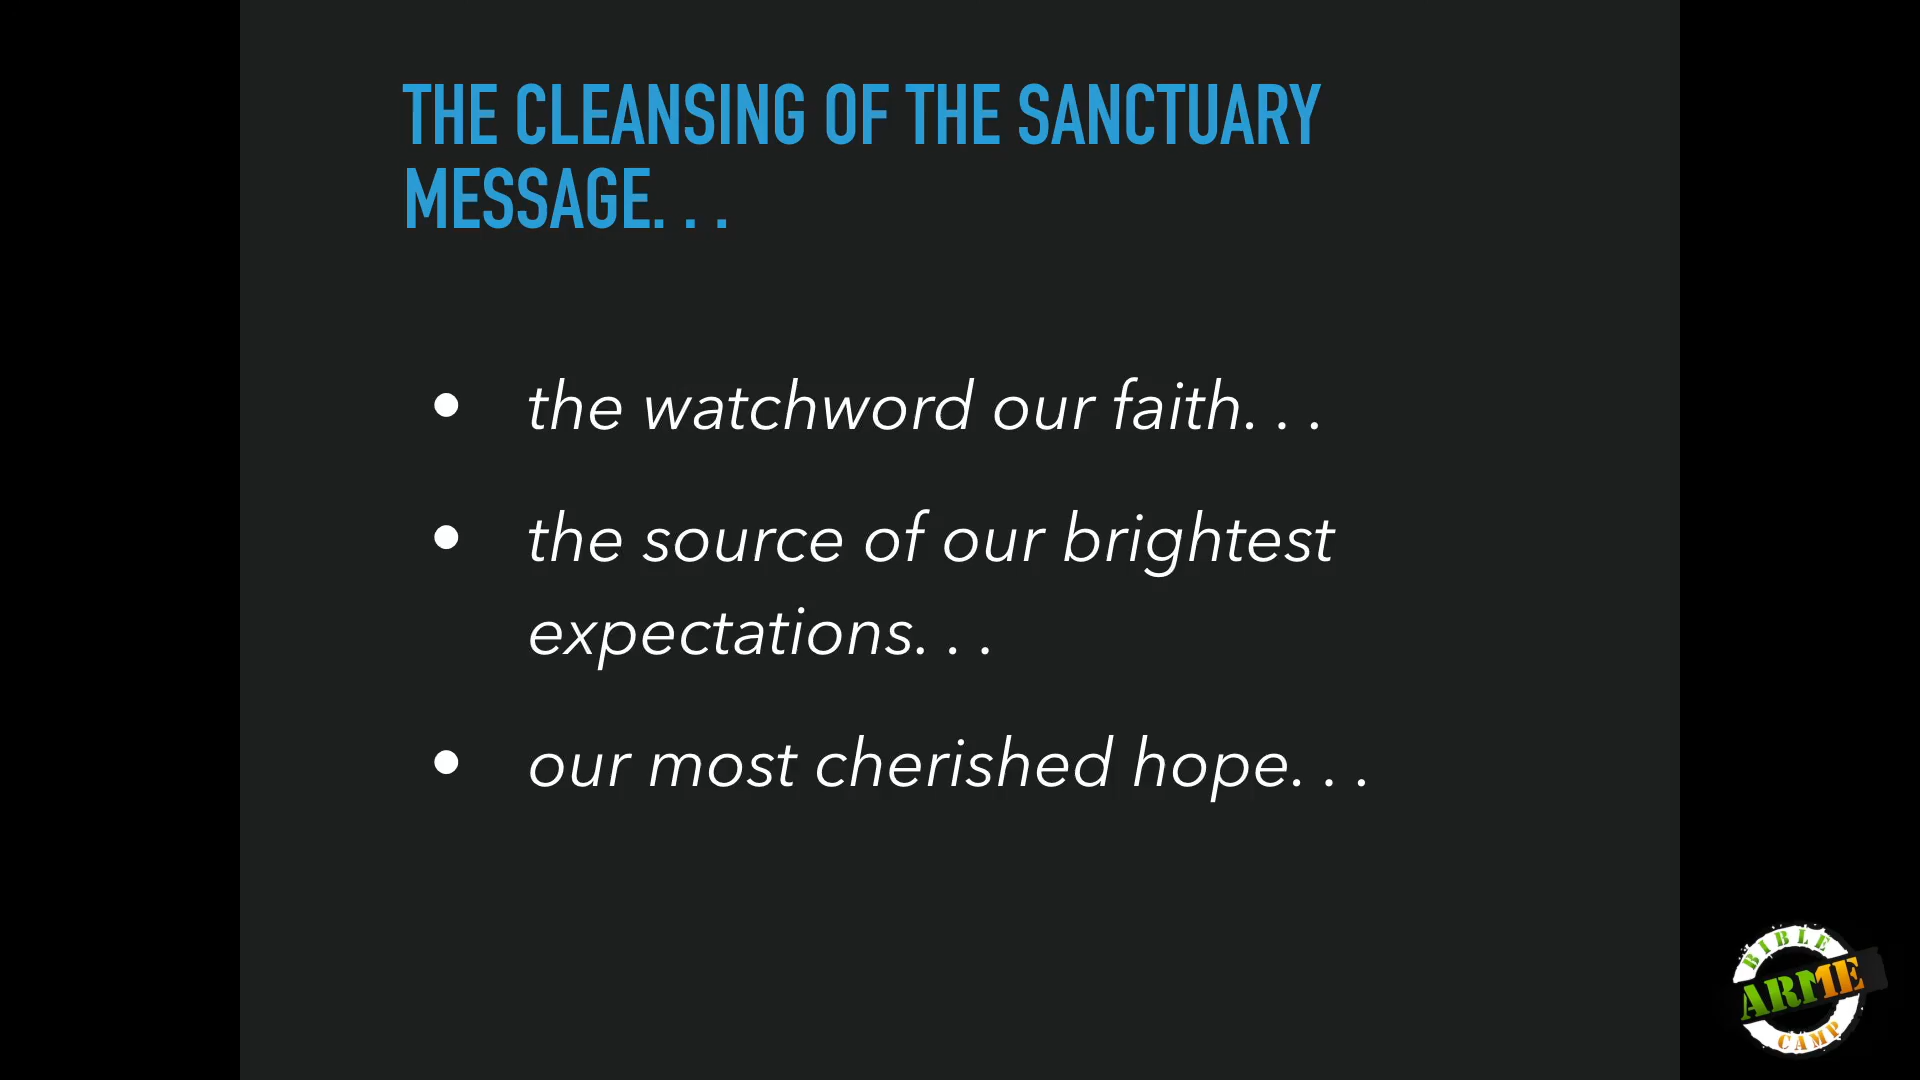 THE CLEANSING OF THE SANCTUARY
MESSAGE. . .
• the watchword our faith. . .
• the source of our brightest
expectations. . .
• our most cherished hope. . .
BIBLE
ARME
CAMP